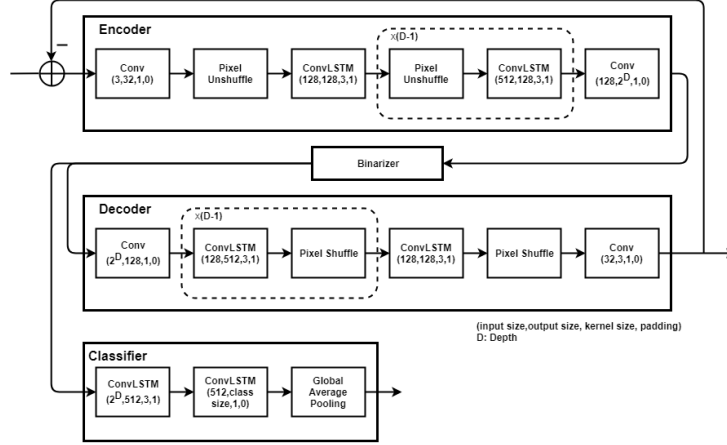 Encoder
Conv
(3,32,1,0)
Pixel
Unshuffle
ConvLSTM
(128,128,3,1)
x(D-1)
Pixel
Unshuffle
ConvLSTM
(512,128,3,1)
Conv
(128,2^D,1,0)
Binarizer
Decoder
Conv
(2^D,128,1,0)
x(D-1)
ConvLSTM
(128,512,3,1)
Pixel Shuffle
ConvLSTM
(128,128,3,1)
Pixel Shuffle
Conv
(32,3,1,0)
(input size,output size, kernel size, padding)
D: Depth
Classifier
ConvLSTM
(2^D,512,3,1)
ConvLSTM
(512,class
size,1,0)
Global
Average
Pooling